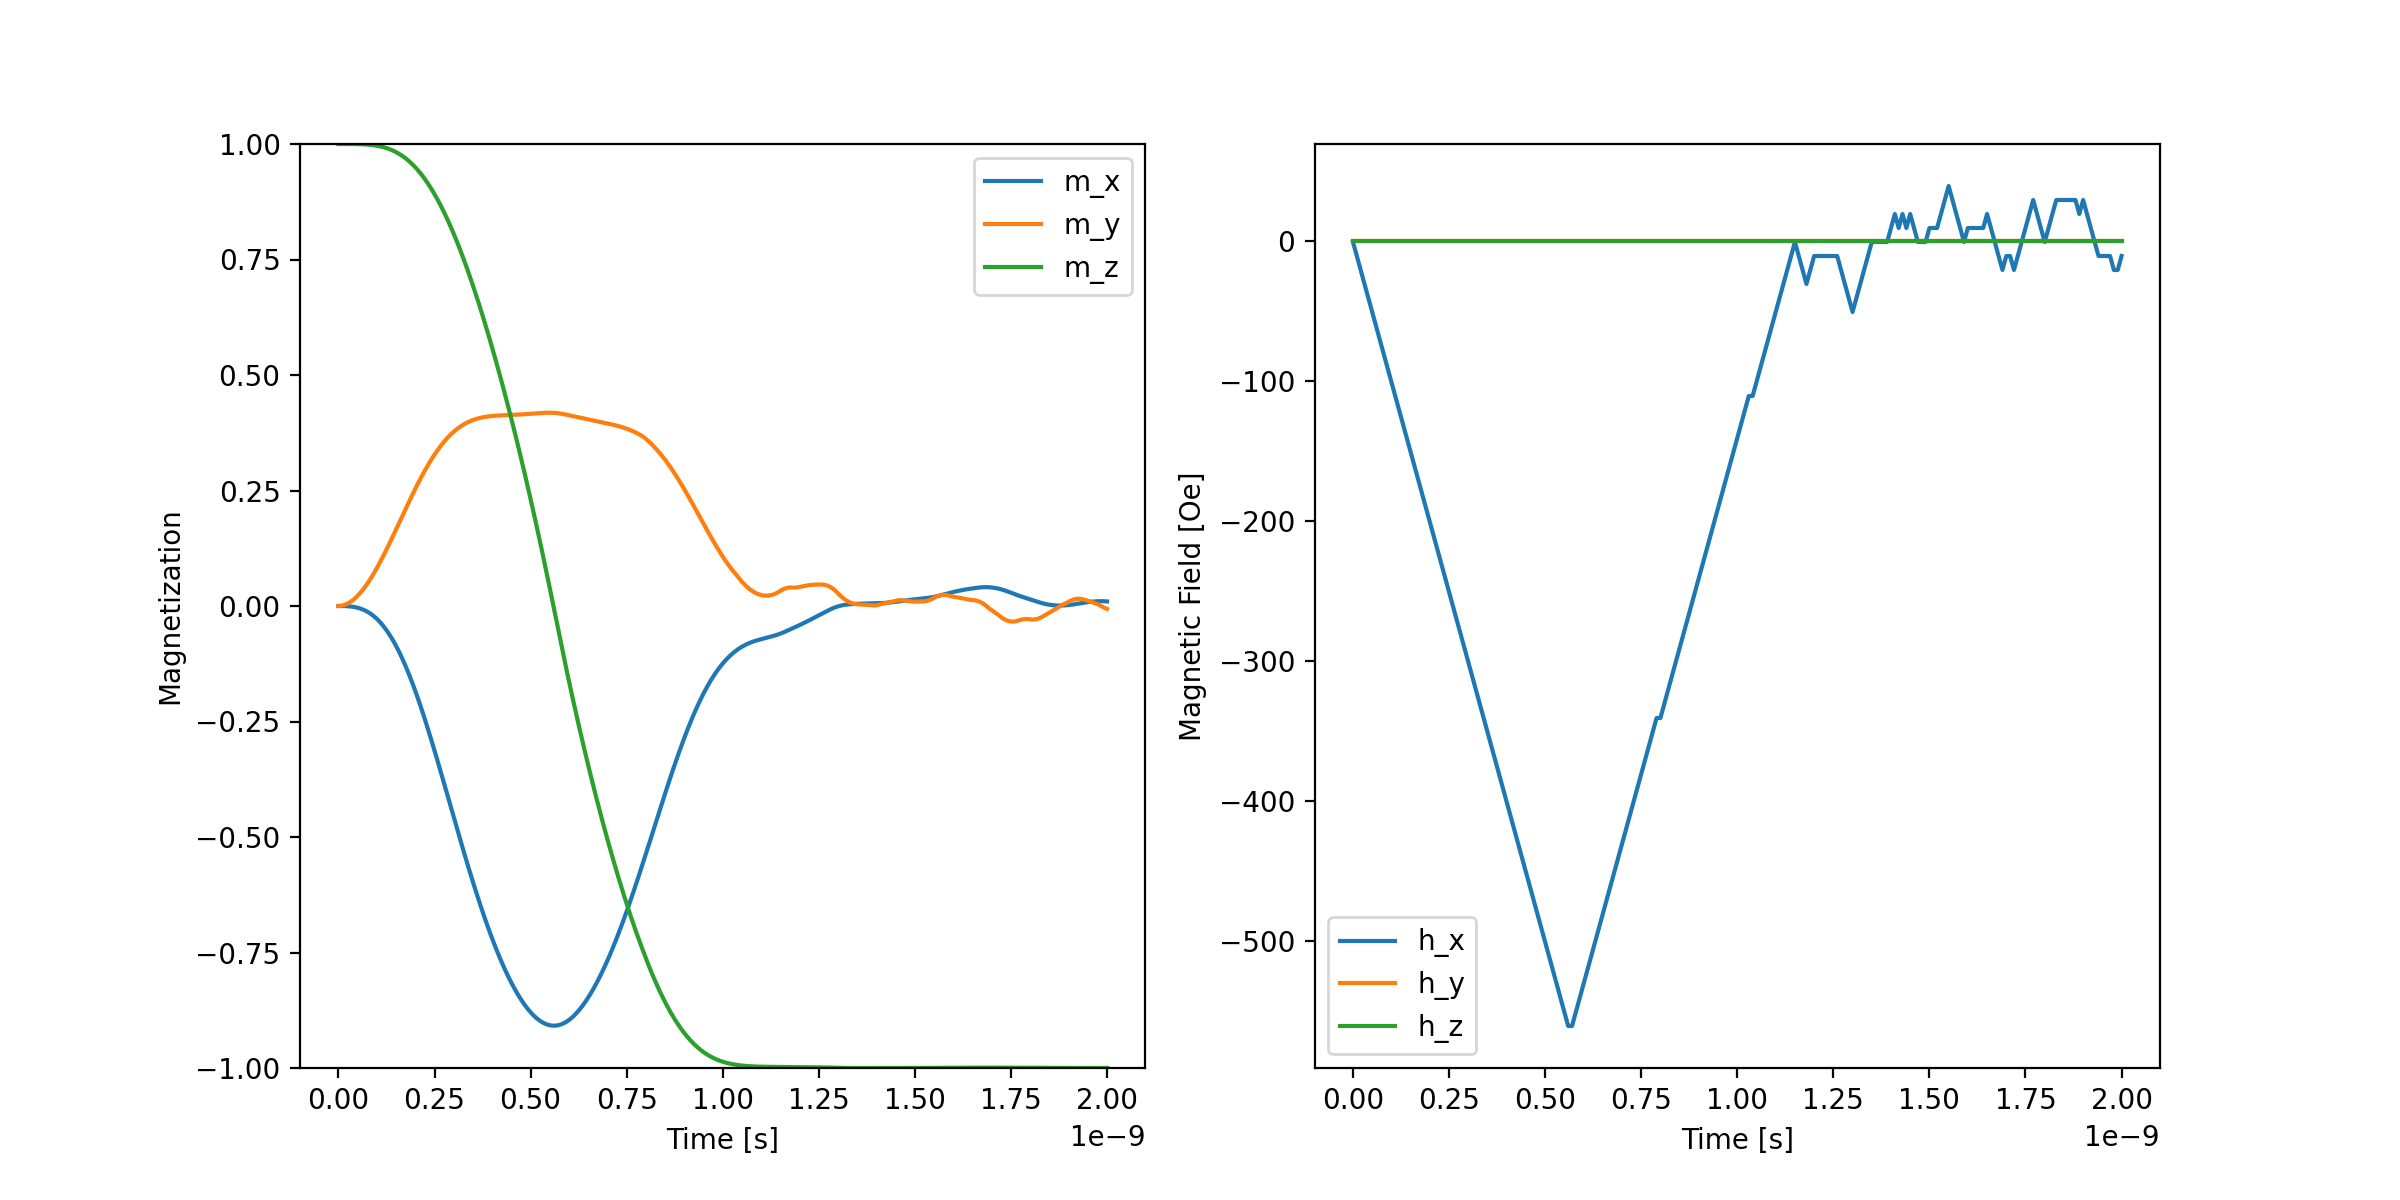 1.00
0.75
0.50
0.25
0.00
−0.25
−0.50
−0.75
−1.00
Magnetization
m_x
m_y
m_z
0.00 0.25 0.50 0.75 1.00 1.25 1.50 1.75 2.00
Time [s]
1e−9
0
−100
−200
−300
−400
−500
Magnetic Field [Oe]
h_x
h_y
h_z
0.00 0.25 0.50 0.75 1.00 1.25 1.50 1.75 2.00
Time [s]
1e−9